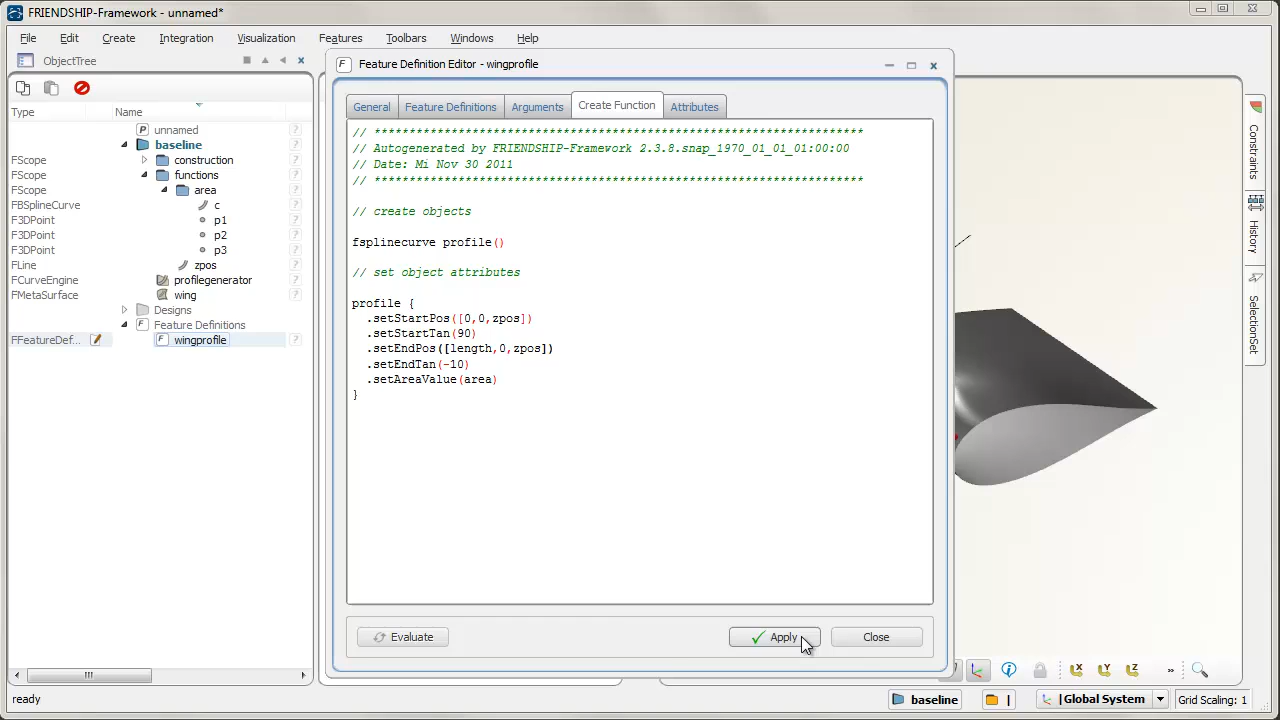 FRIENDSHIP-Framework - unnamed*
File Edit Create Integration Visualization Features Toolbars Windows Help
ObjectTree
Type Name
unnamed
baseline
FScope construction
FScope functions
FScope area
FBSplineCurve c
F3DPoint p1
F3DPoint p2
F3DPoint p3
FLine zpos
FCurveEngine profilegenerator
FMetaSurface wing
Designs
Feature Definitions
FFeatureDef... wingprofile
Feature Definition Editor - wingprofile
General Feature Definitions Arguments Create Function Attributes
// **********************************************************************
// Autogenerated by FRIENDSHIP-Framework 2.3.8.snap_1970_01_01_01:00:00
// Date: Mi Nov 30 2011
// **********************************************************************
// create objects
fsplinecurve profile()
// set object attributes
profile {
.setStartPos([0,0,zpos])
.setStartTan(90)
.setEndPos([length,0,zpos])
.setEndTan(-10)
.setAreaValue(area)
}
Evaluate Apply Close
Constraints
History
SelectionSet
X Y Z »
ready
baseline
|Global System
Grid Scaling: 1